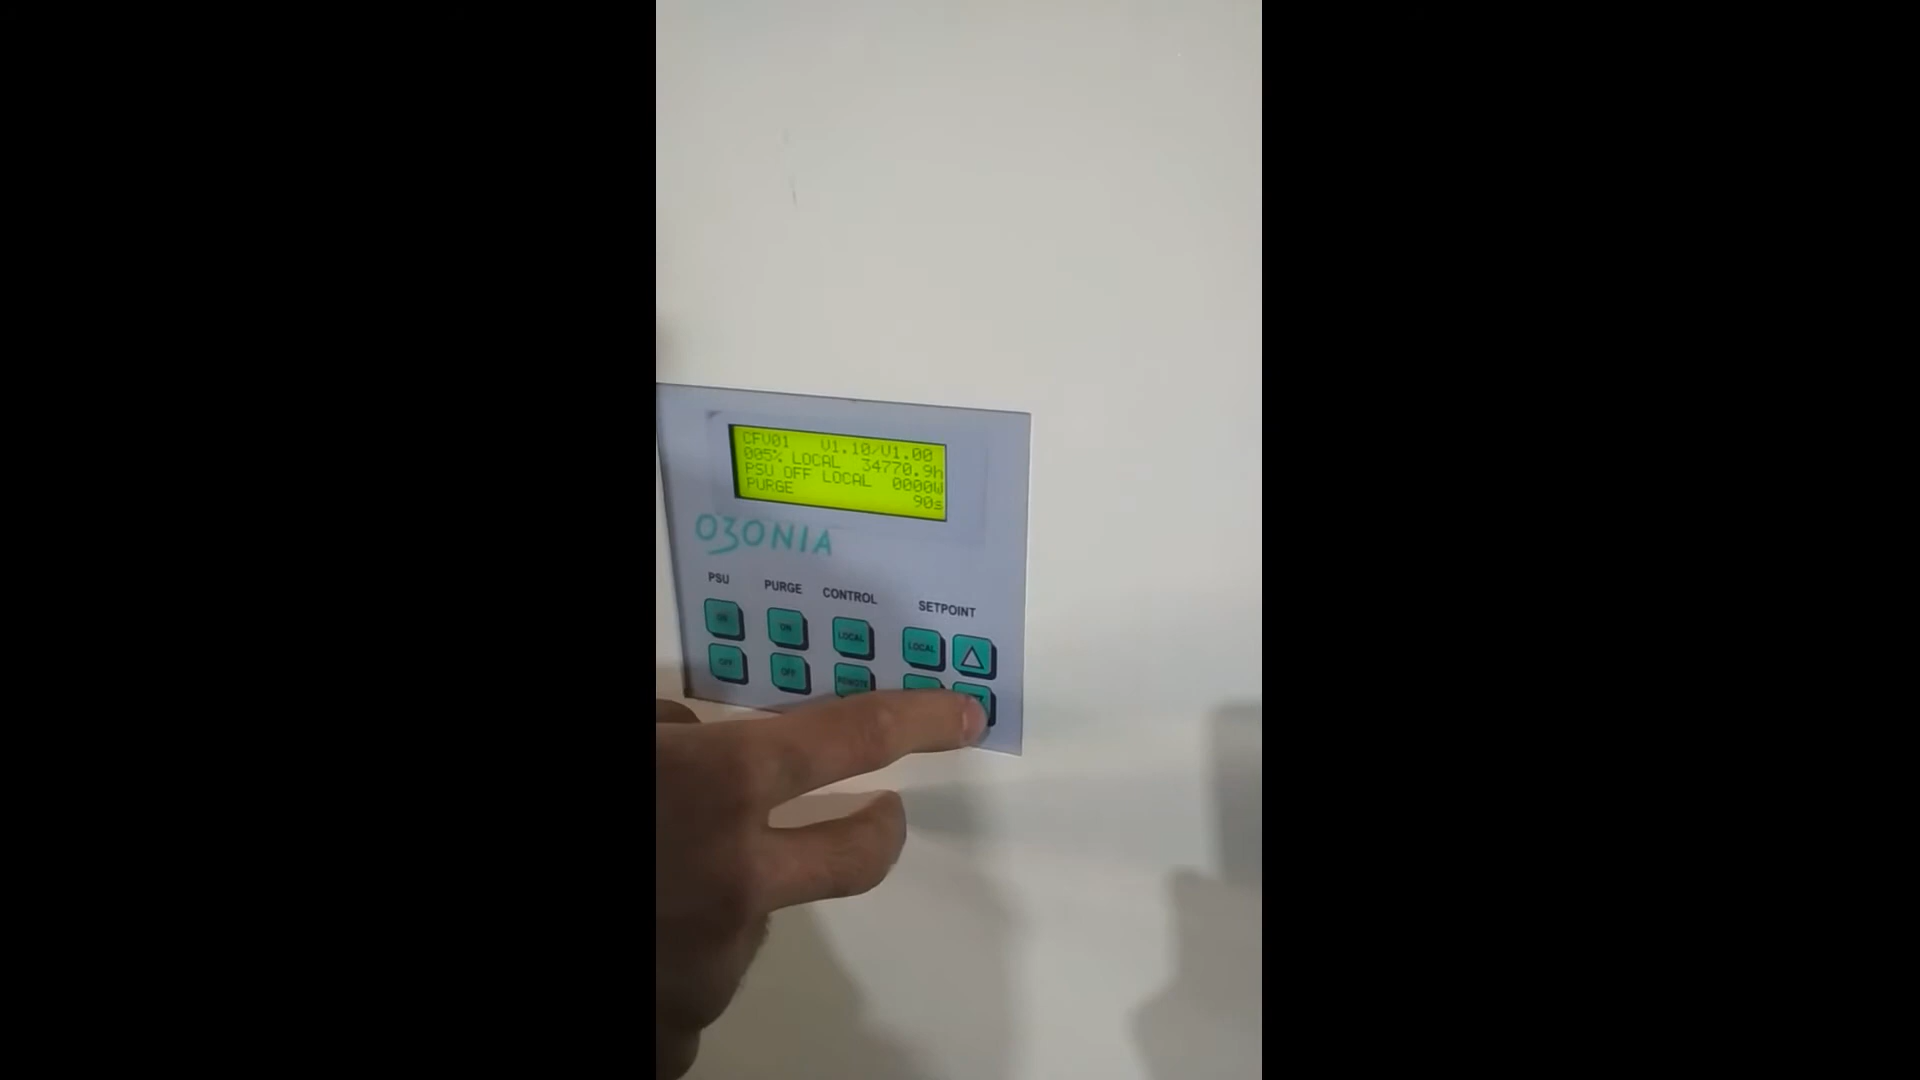 CFV01 V1.10/V1.00
005% LOCAL 34770.9h
PSU OFF LOCAL 0000W
PURGE 90s
OZONIA
PSU PURGE CONTROL SETPOINT
ON ON LOCAL LOCAL
OFF OFF REMOTE